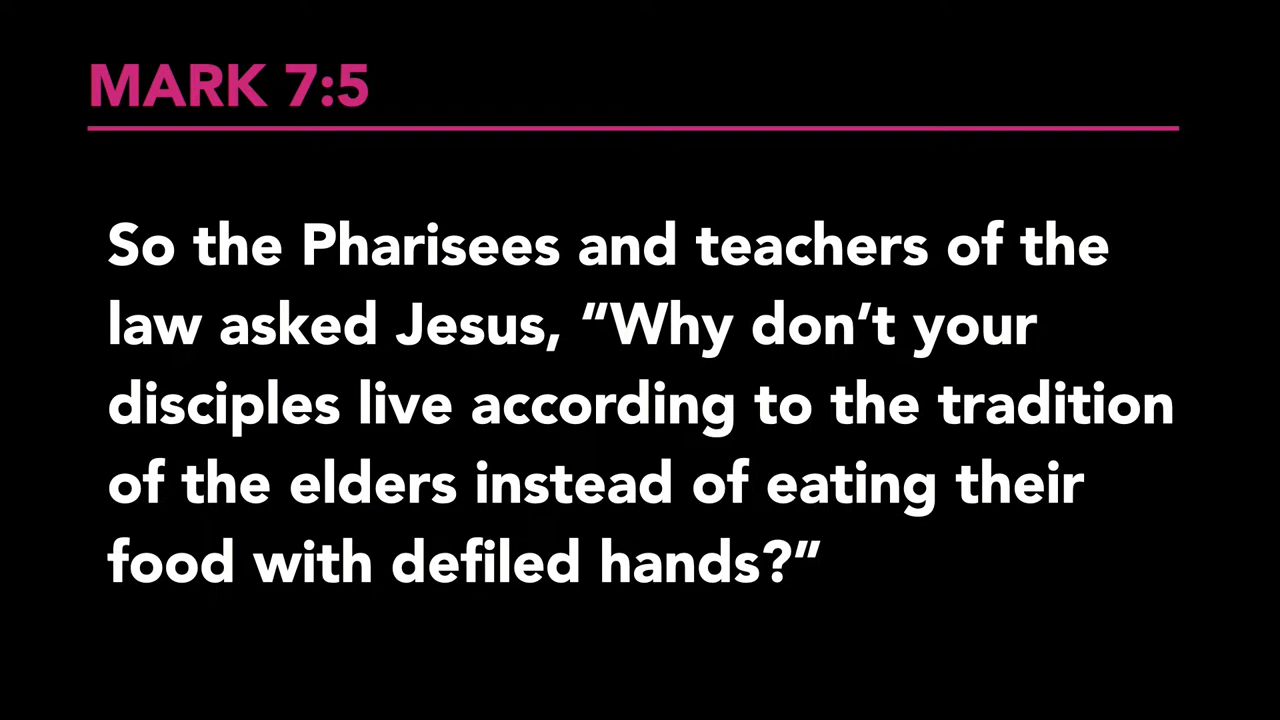 MARK 7:5
So the Pharisees and teachers of the
law asked Jesus, “Why don’t your
disciples live according to the tradition
of the elders instead of eating their
food with defiled hands?”